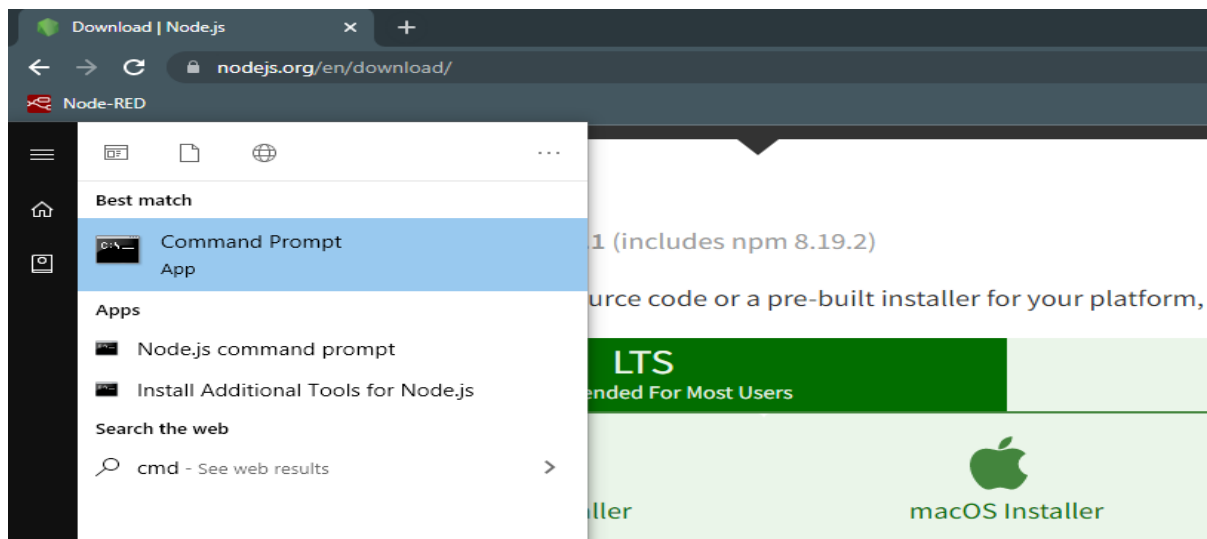 Download | Node.js
nodejs.org/en/download/
Node-RED
Best match
Command Prompt
App
Apps
Node.js command prompt
Install Additional Tools for Node.js
Search the web
cmd - See web results
.1 (includes npm 8.19.2)
urce code or a pre-built installer for your platform,
LTS
ended For Most Users
ller
macOS Installer